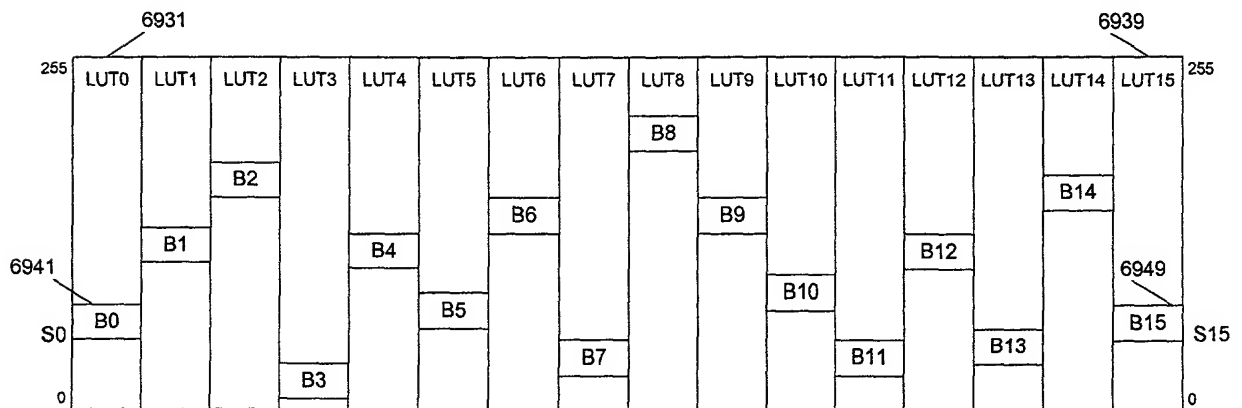 6931 6939
255 LUT0 LUT1 LUT2 LUT3 LUT4 LUT5 LUT6 LUT7 LUT8 LUT9 LUT10 LUT11 LUT12 LUT13 LUT14 LUT15 255
B8
B2 B14
B6 B9
B1 B4 B12
6941 B10 6949
B0 B5 B15
S0 B13 S15
B7 B11
B3
0 0